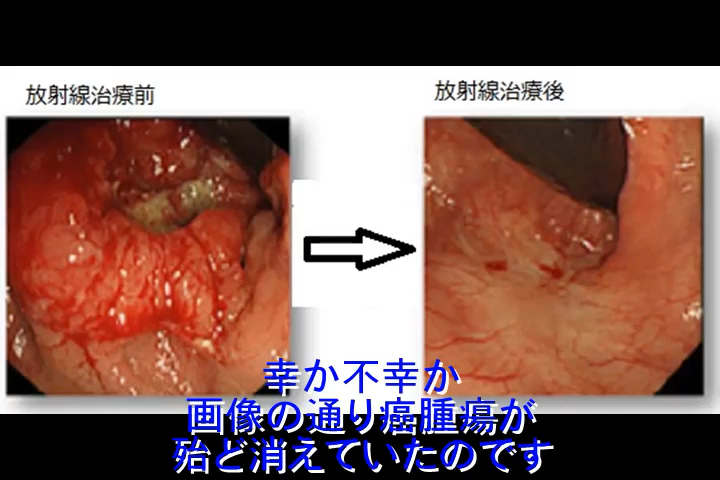 放射線治療前
放射線治療後
幸か不幸か
画像の通り癌腫瘍が
殆ど消えていたのです